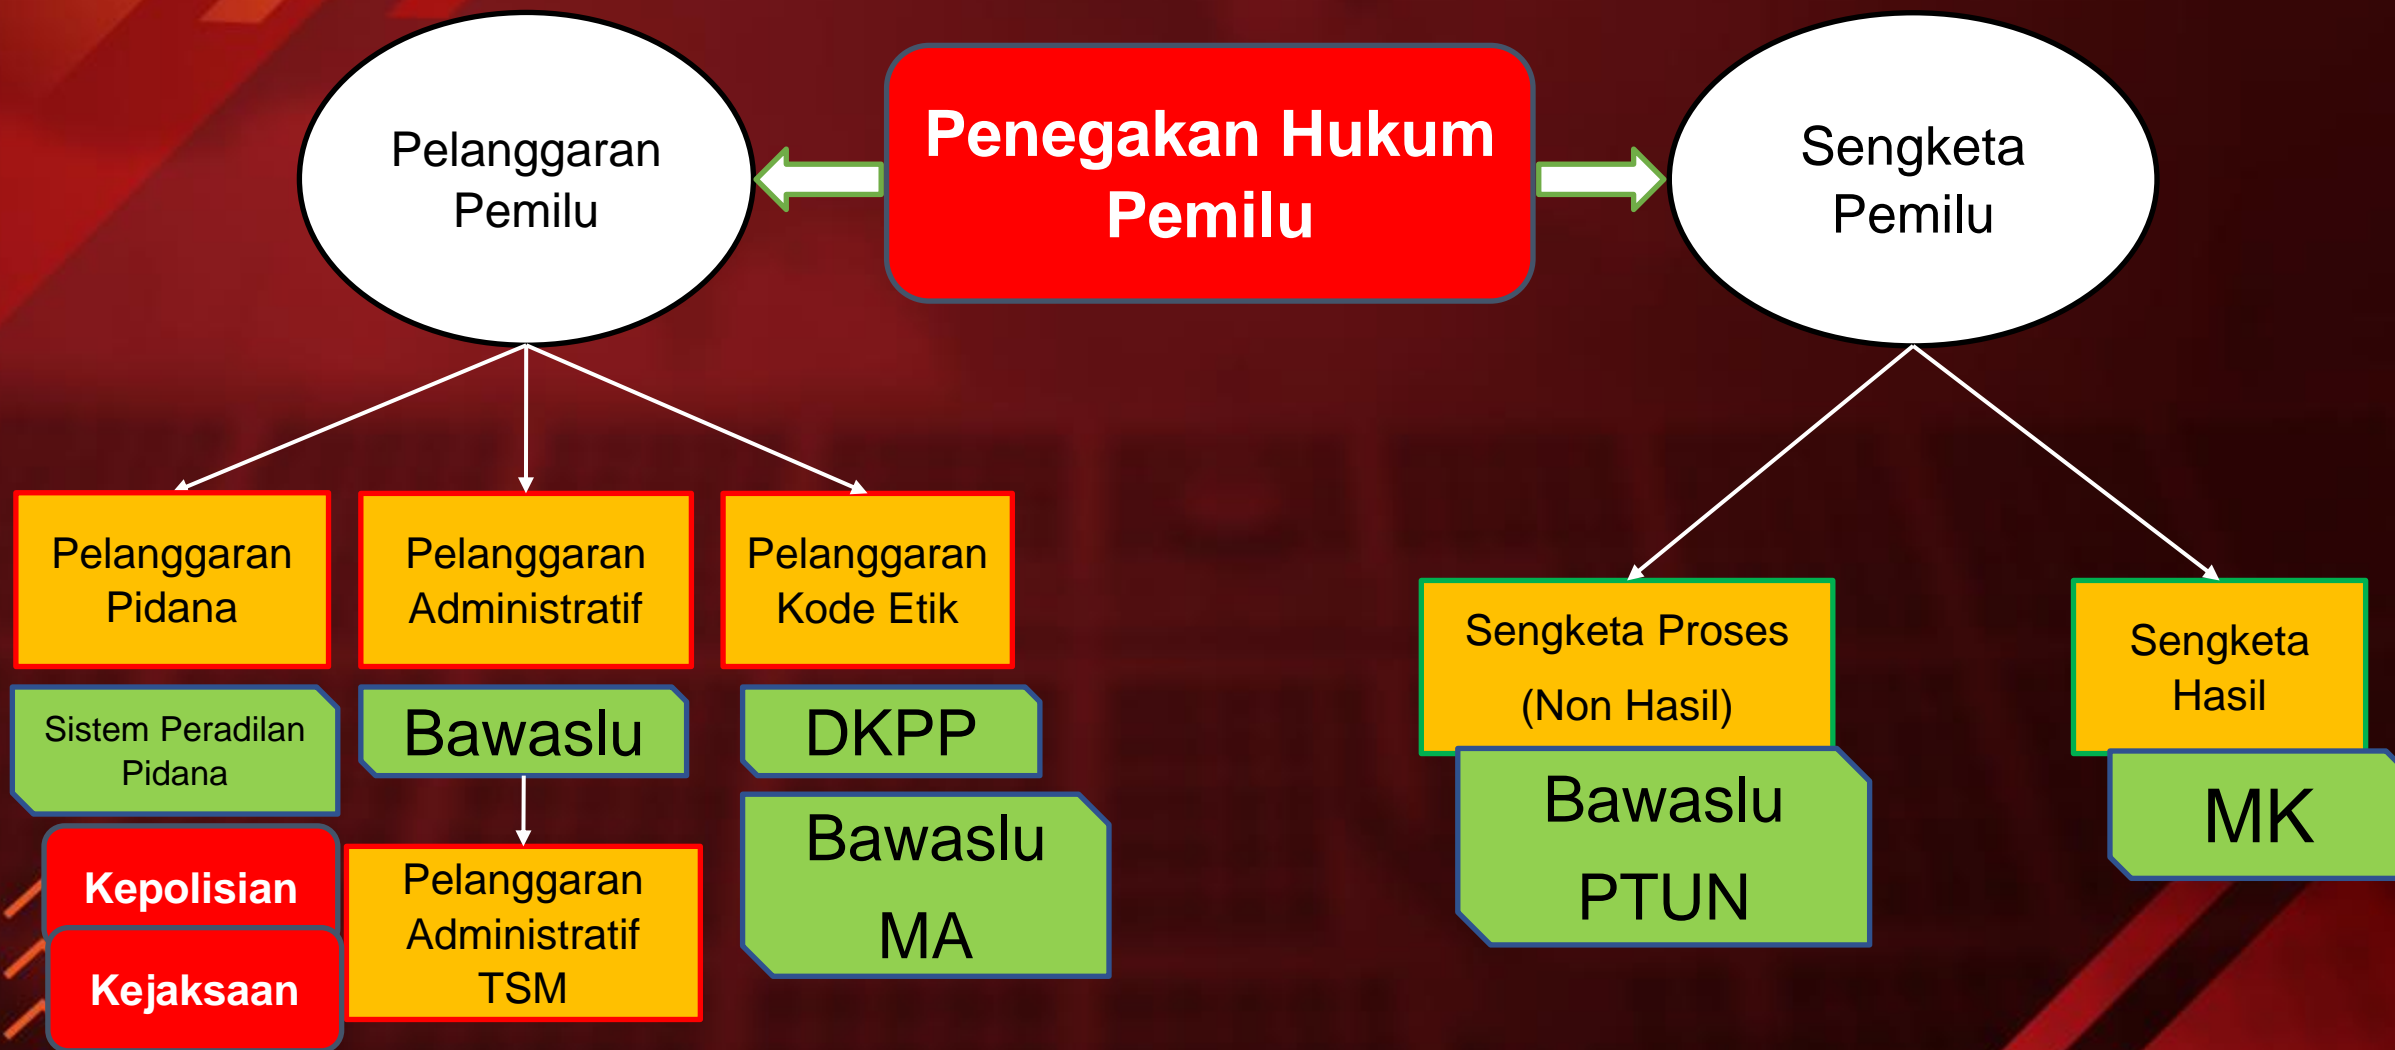 Penegakan Hukum
Pemilu
Pelanggaran
Pemilu
Sengketa
Pemilu
Pelanggaran
Pidana
Pelanggaran
Administratif
Pelanggaran
Kode Etik
Sengketa Proses
(Non Hasil)
Sengketa
Hasil
Sistem Peradilan
Pidana
Bawaslu
DKPP
Bawaslu
PTUN
MK
Kepolisian
Kejaksaan
Pelanggaran
Administratif
TSM
Bawaslu
MA